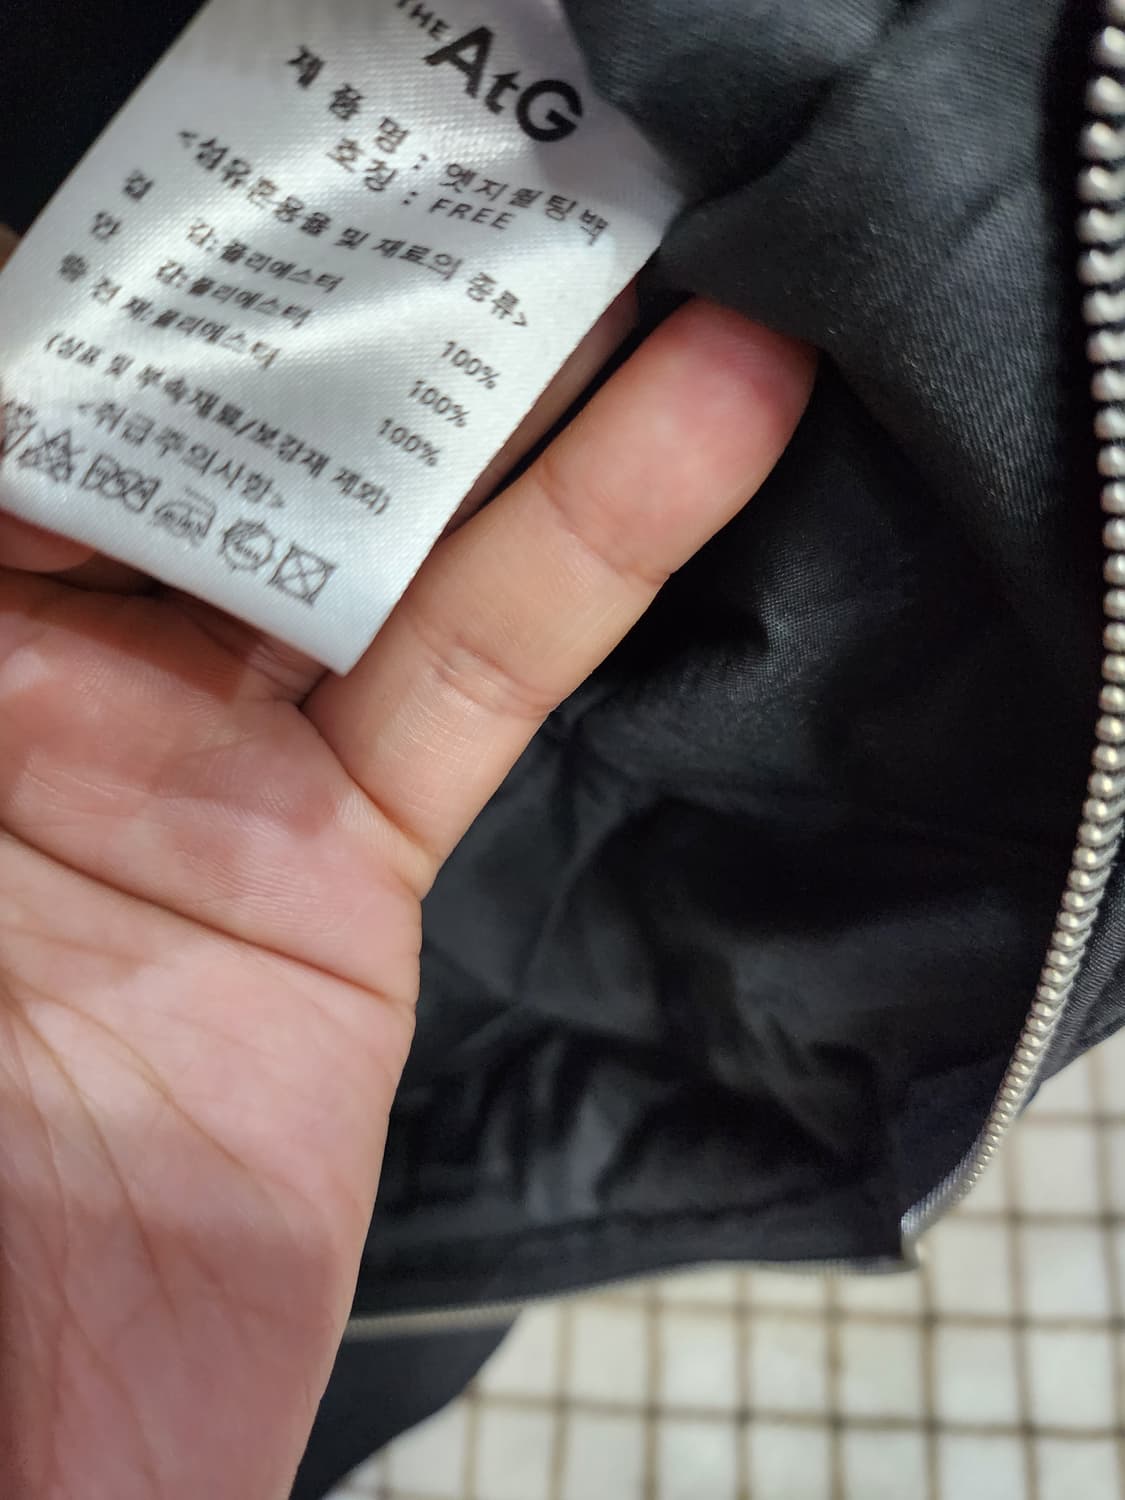 THE AtG
제 품 명 : 엣지퀼팅백
호칭 : FREE
<섬유혼용율 및 재료의 종류>
겉 감:폴리에스터 100%
안 감:폴리에스터 100%
충 전 재:폴리에스터 100%
(상표 및 부속재료/보강재 제외)
<취급주의사항>